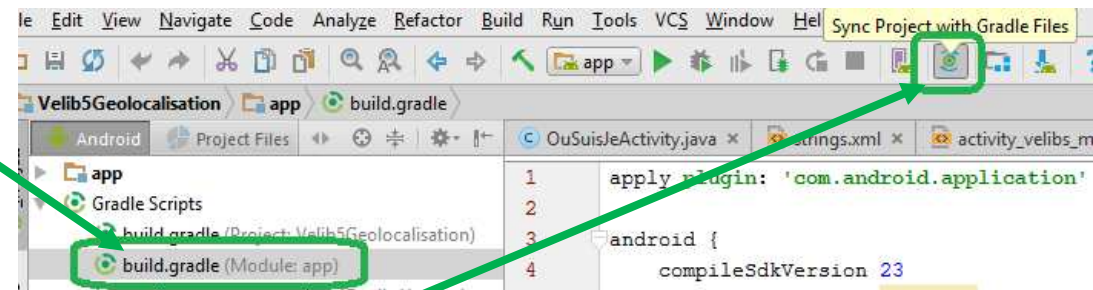 le Edit View Navigate Code Analyze Refactor Build Run Tools VCS Window Hel
Sync Project with Gradle Files
app
Velib5Geolocalisation app build.gradle
Android Project Files
OuSuisJeActivity.java × strings.xml × activity_velibs_m
app
Gradle Scripts
build.gradle (Project: Velib5Geolocalisation)
build.gradle (Module: app)
1 apply plugin: 'com.android.application'
2
3 android {
4 compileSdkVersion 23